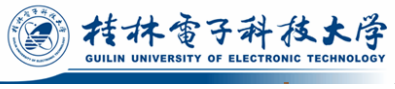 桂林電子科技大学
GUILIN UNIVERSITY OF ELECTRONIC TECHNOLOGY